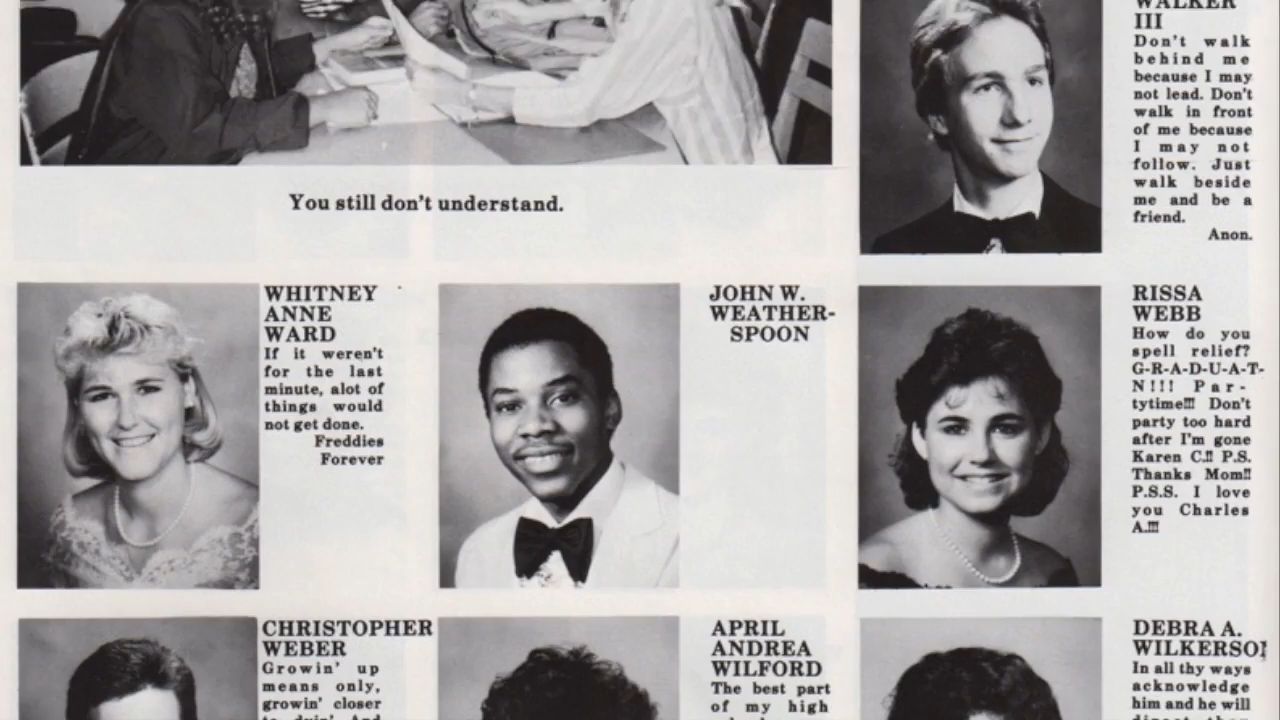 WALKER
III
Don't walk
behind me
because I may
not lead. Don't
walk in front
of me because
I may not
follow. Just
walk beside
me and be a
friend.
Anon.
You still don't understand.
WHITNEY
ANNE
WARD
If it weren't
for the last
minute, alot of
things would
not get done.
Freddies
Forever
JOHN W.
WEATHER-
SPOON
RISSA
WEBB
How do you
spell relief?
G-R-A-D-U-A-T-
N!!! Par-
tytime!!! Don't
party too hard
after I'm gone
Karen C.!! P.S.
Thanks Mom!!
P.S.S. I love
you Charles
A.!!!
CHRISTOPHER
WEBER
Growin' up
means only,
growin' closer
to dyin'. And
APRIL
ANDREA
WILFORD
The best part
of my high
DEBRA A.
WILKERSON
In all thy ways
acknowledge
him and he will